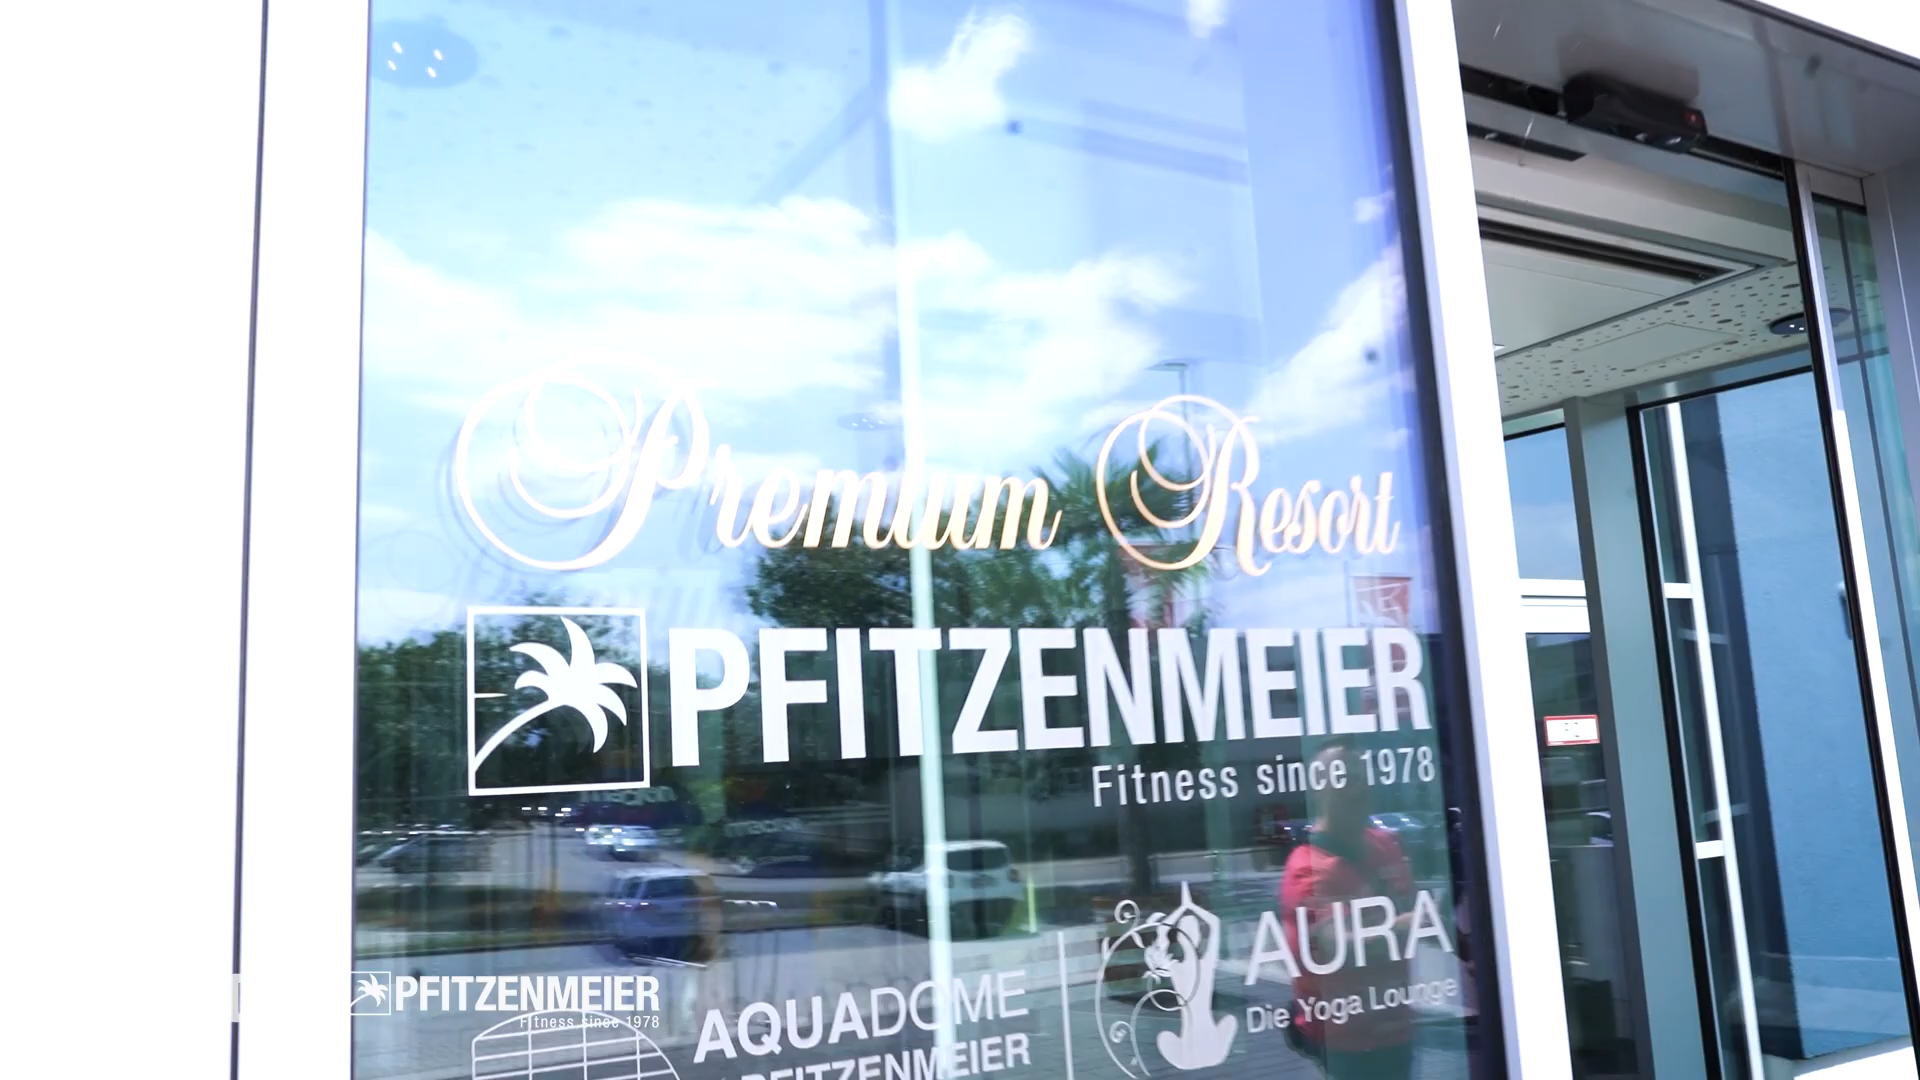 Premium Resort
PFITZENMEIER
Fitness since 1978
AURA
Die Yoga Lounge
AQUADOME
PFITZENMEIER
PFITZENMEIER
Fitness since 1978